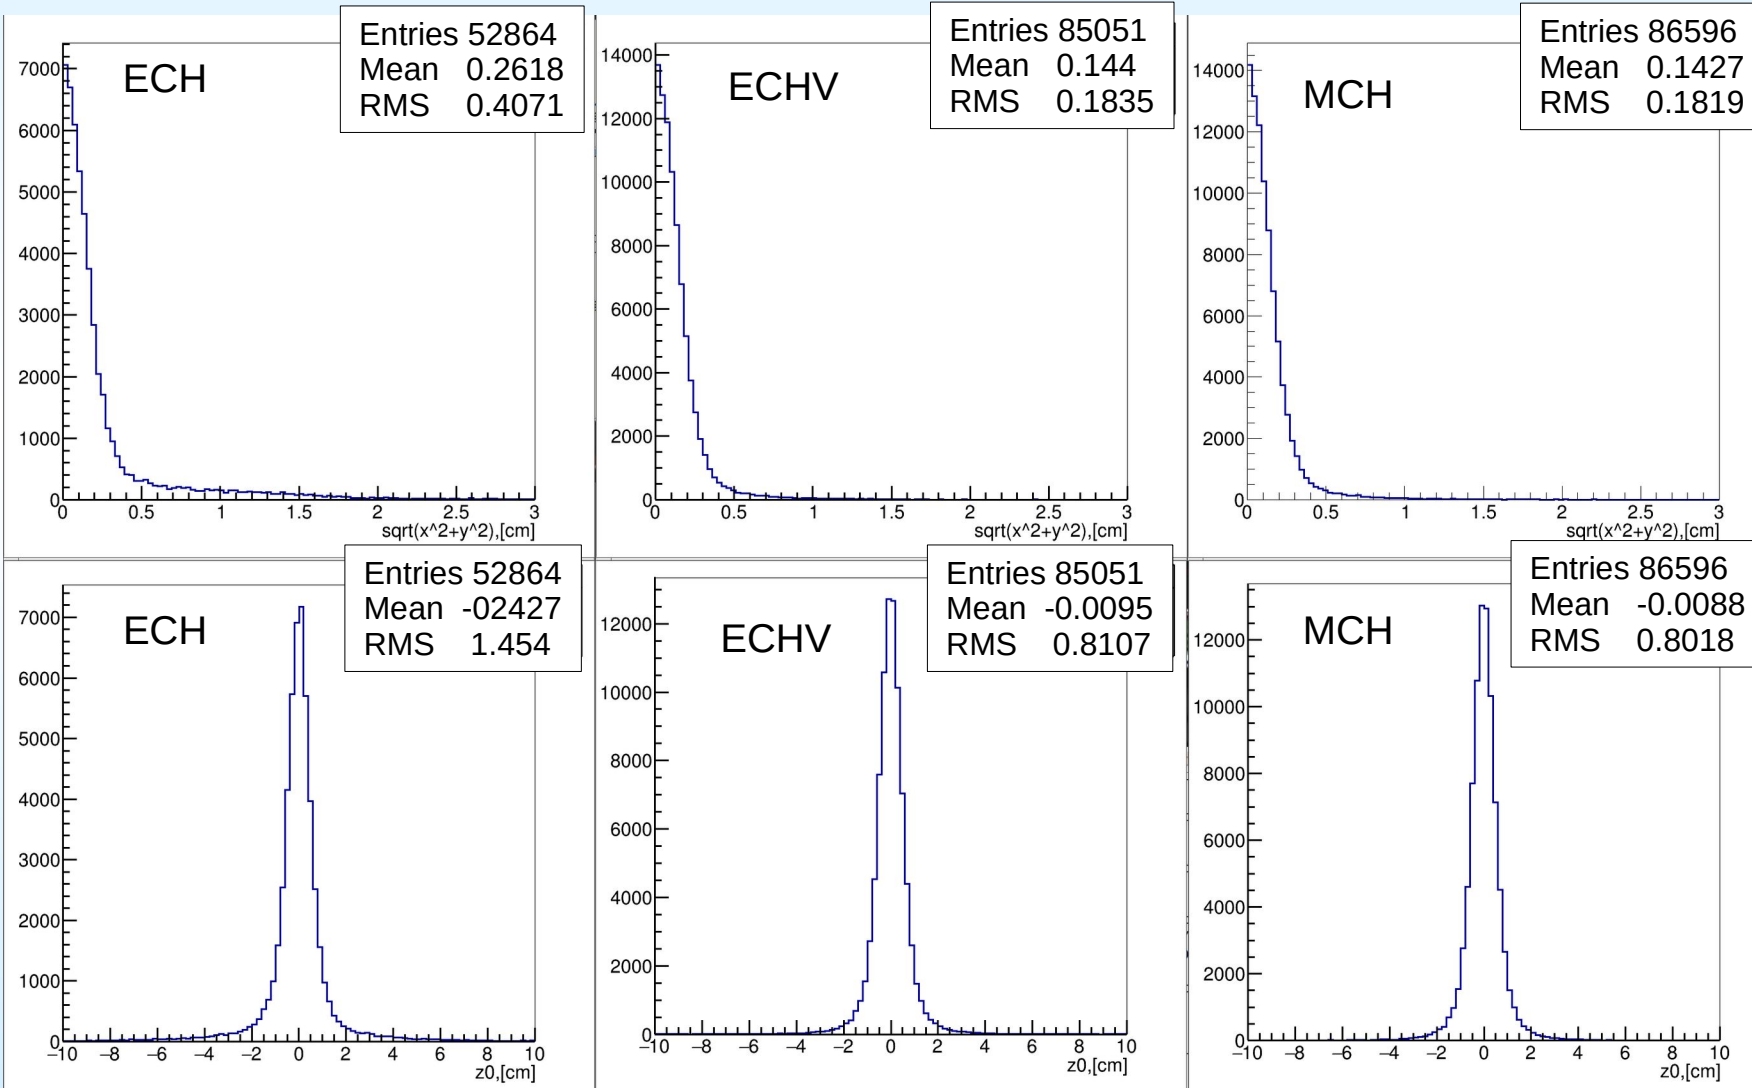 ECH
Entries 52864
Mean 0.2618
RMS 0.4071
7000
6000
5000
4000
3000
2000
1000
0
0 0.5 1 1.5 2 2.5 3
sqrt(x^2+y^2),[cm]
ECHV
Entries 85051
Mean 0.144
RMS 0.1835
14000
12000
10000
8000
6000
4000
2000
0
0 0.5 1 1.5 2 2.5 3
sqrt(x^2+y^2),[cm]
MCH
Entries 86596
Mean 0.1427
RMS 0.1819
14000
12000
10000
8000
6000
4000
2000
0
0 0.5 1 1.5 2 2.5 3
sqrt(x^2+y^2),[cm]
ECH
Entries 52864
Mean -02427
RMS 1.454
7000
6000
5000
4000
3000
2000
1000
0
−10 −8 −6 −4 −2 0 2 4 6 8 10
z0,[cm]
ECHV
Entries 85051
Mean -0.0095
RMS 0.8107
12000
10000
8000
6000
4000
2000
0
−10 −8 −6 −4 −2 0 2 4 6 8 10
z0,[cm]
MCH
Entries 86596
Mean -0.0088
RMS 0.8018
12000
10000
8000
6000
4000
2000
0
−10 −8 −6 −4 −2 0 2 4 6 8 10
z0,[cm]